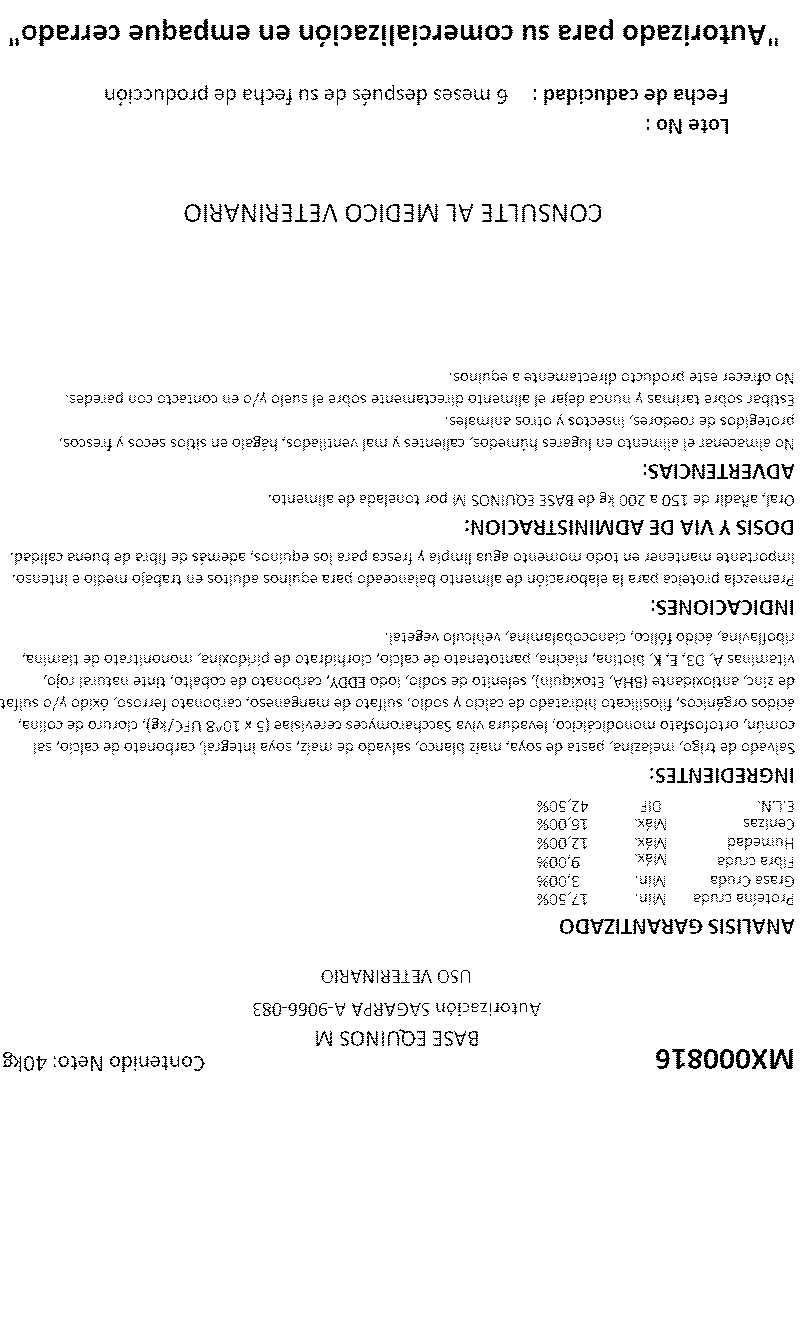 MX000816
Contenido Neto: 40kg
BASE EQUINOS M
Autorización SAGARPA A-9066-083
USO VETERINARIO
ANALISIS GARANTIZADO
Proteína cruda Min. 17,50%
Grasa Cruda Min. 3,00%
Fibra cruda Máx. 9,00%
Humedad Máx. 12,00%
Cenizas Máx. 15,00%
E.L.N. DIF 42,50%
INGREDIENTES:
Salvado de trigo, melazina, pasta de soya, maiz blanco, salvado de maíz, soya integral, carbonato de calcio, sal
común, ortofosfato monodicálcico, levadura viva Saccharomyces cerevisiae (5 x 10^8 UFC/kg), cloruro de colina,
ácidos orgánicos, filosilicato hidratado de calcio y sodio, sulfato de manganeso, carbonato ferroso, óxido y/o sulfat
de zinc, antioxidante (BHA, Etoxiquin), selenito de sodio, iodo EDDY, carbonato de cobalto, tinte natural rojo,
vitaminas A, D3, E, K, biotina, niacina, pantotenato de calcio, clorhidrato de piridoxina, mononitrato de tiamina,
riboflavina, ácido fólico, cianocobalamina, vehículo vegetal.
INDICACIONES:
Premezcla proteica para la elaboración de alimento balanceado para equinos adultos en trabajo medio e intenso.
Importante mantener en todo momento agua limpia y fresca para los equinos, además de fibra de buena calidad.
DOSIS Y VIA DE ADMINISTRACION:
Oral, añadir de 150 a 200 kg de BASE EQUINOS M por tonelada de alimento.
ADVERTENCIAS:
No almacenar el alimento en lugares húmedos, calientes y mal ventilados, hágalo en sitios secos y frescos,
protegidos de roedores, insectos y otros animales.
Estibar sobre tarimas y nunca dejar el alimento directamente sobre el suelo y/o en contacto con paredes.
No ofrecer este producto directamente a equinos.
CONSULTE AL MEDICO VETERINARIO
Lote No :
Fecha de caducidad : 6 meses después de su fecha de producción
"Autorizado para su comercialización en empaque cerrado"